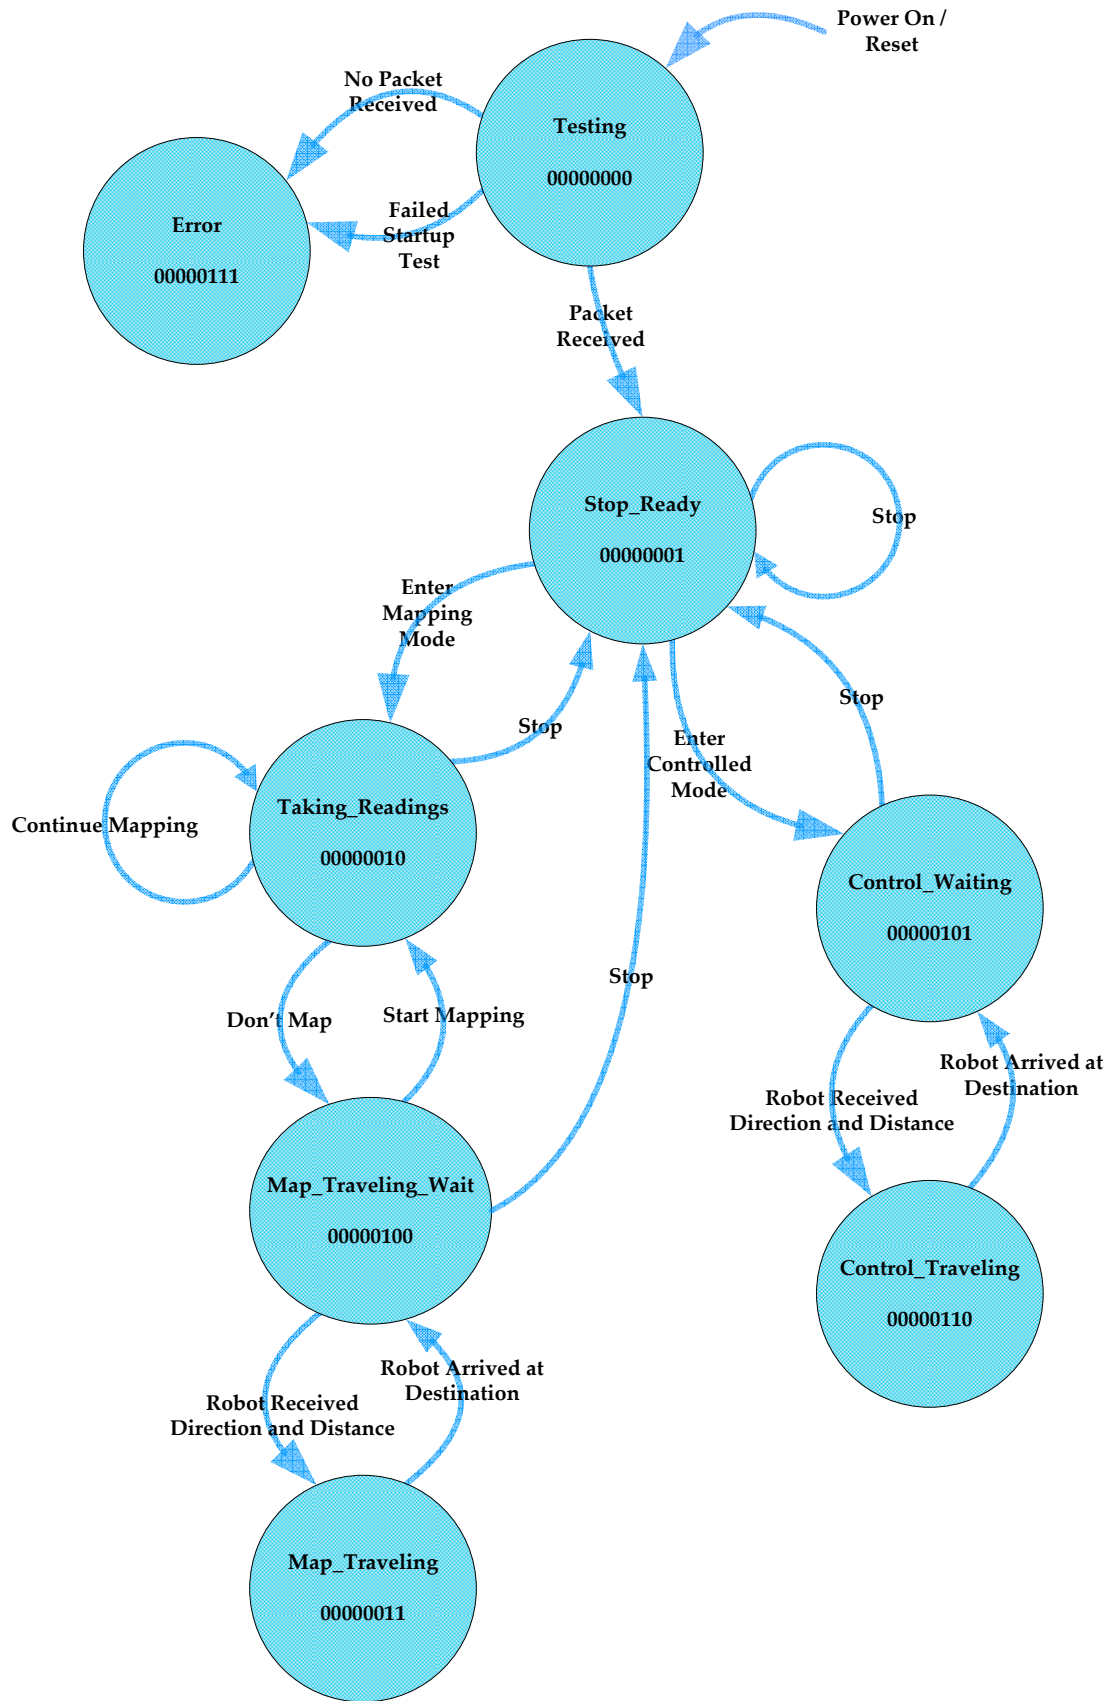 Power On /
Reset
No Packet
Received
Testing
00000000
Failed
Startup
Test
Error
00000111
Packet
Received
Stop_Ready
00000001
Stop
Enter
Mapping
Mode
Stop
Stop
Enter
Controlled
Mode
Taking_Readings
00000010
Continue Mapping
Control_Waiting
00000101
Stop
Don't Map
Start Mapping
Robot Arrived at
Destination
Robot Received
Direction and Distance
Map_Traveling_Wait
00000100
Control_Traveling
00000110
Robot Arrived at
Destination
Robot Received
Direction and Distance
Map_Traveling
00000011